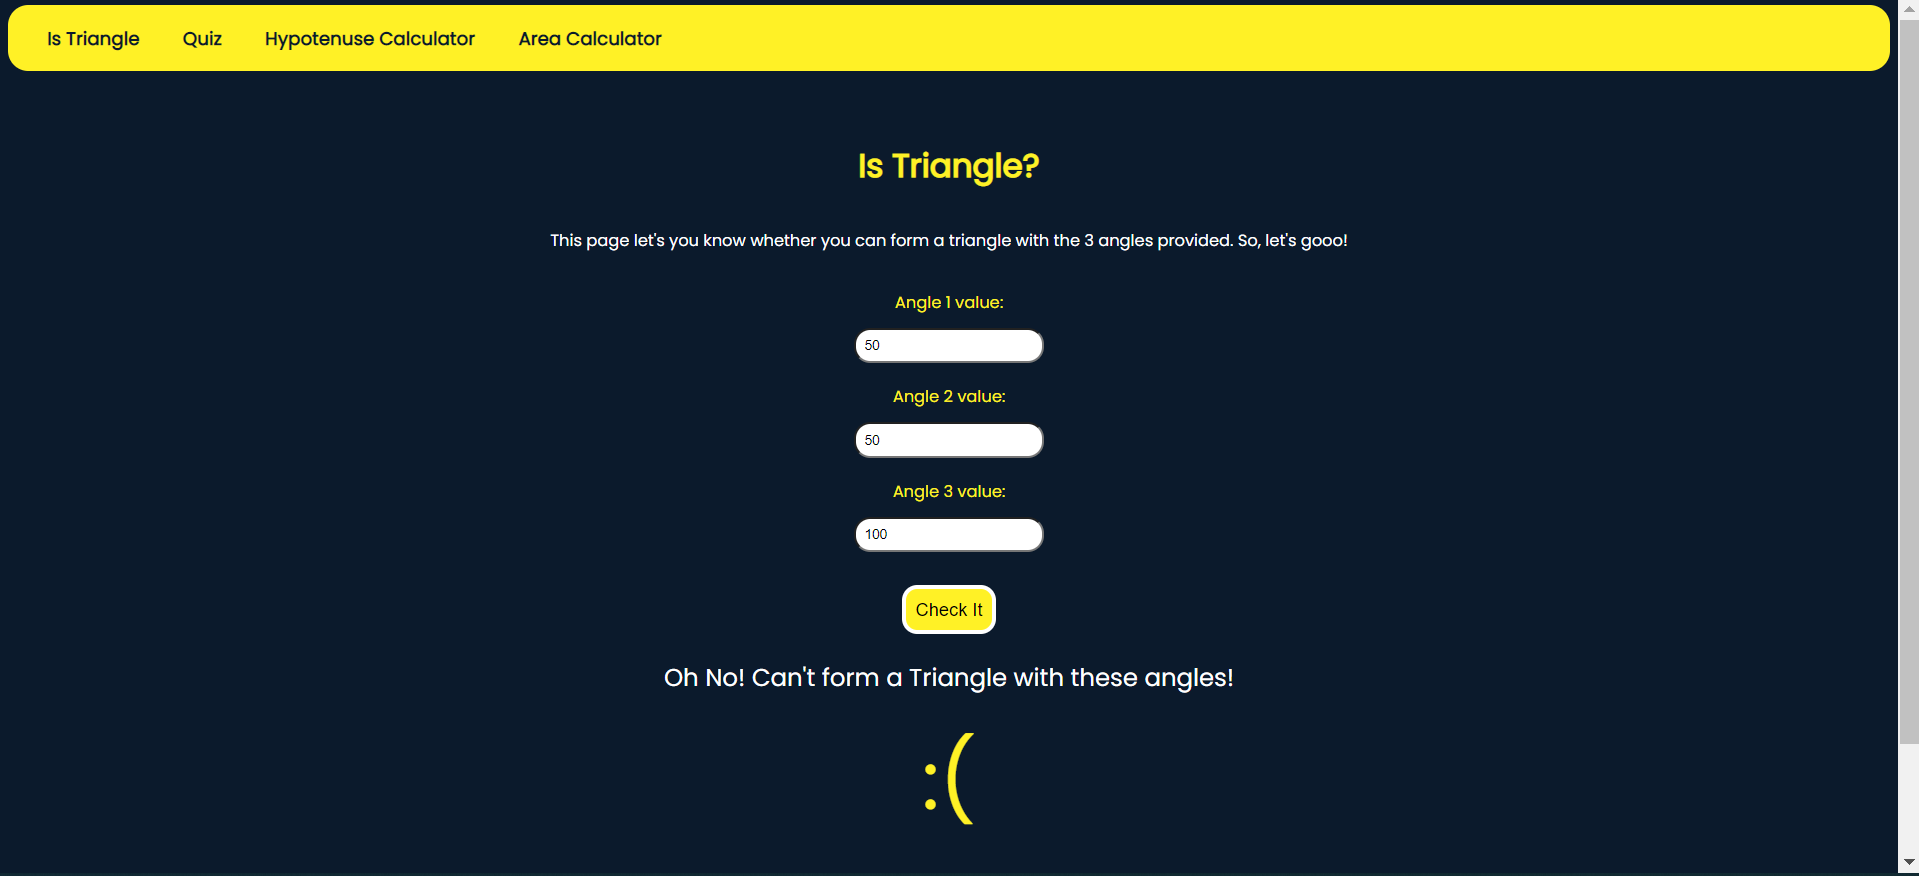 Is Triangle Quiz Hypotenuse Calculator Area Calculator
Is Triangle?
This page let's you know whether you can form a triangle with the 3 angles provided. So, let's gooo!
Angle 1 value:
50
Angle 2 value:
50
Angle 3 value:
100
Check It
Oh No! Can't form a Triangle with these angles!
:(